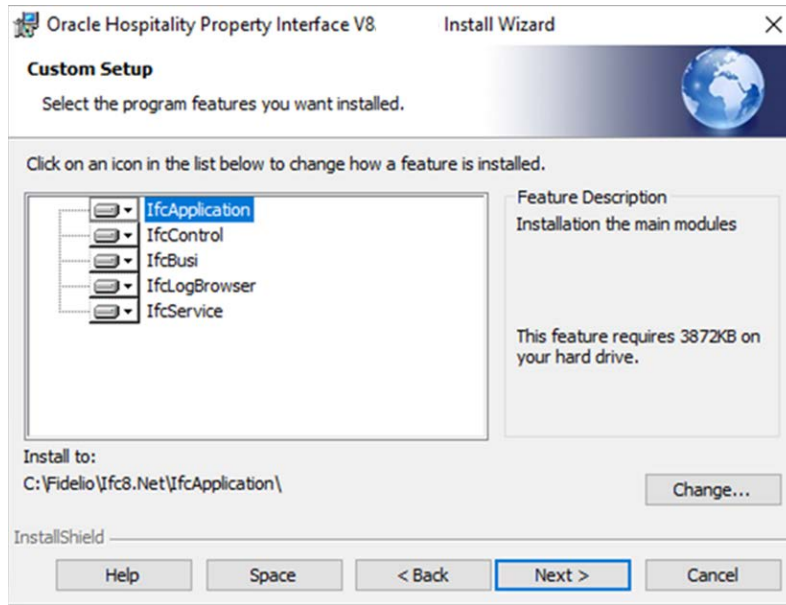 Oracle Hospitality Property Interface V8. Install Wizard
Custom Setup
Select the program features you want installed.
Click on an icon in the list below to change how a feature is installed.
IfcApplication
IfcControl
IfcBusi
IfcLogBrowser
IfcService
Feature Description
Installation the main modules
This feature requires 3872KB on
your hard drive.
Install to:
C:\Fidelio\Ifc8.Net\IfcApplication\
Change...
InstallShield
Help
Space
< Back
Next >
Cancel